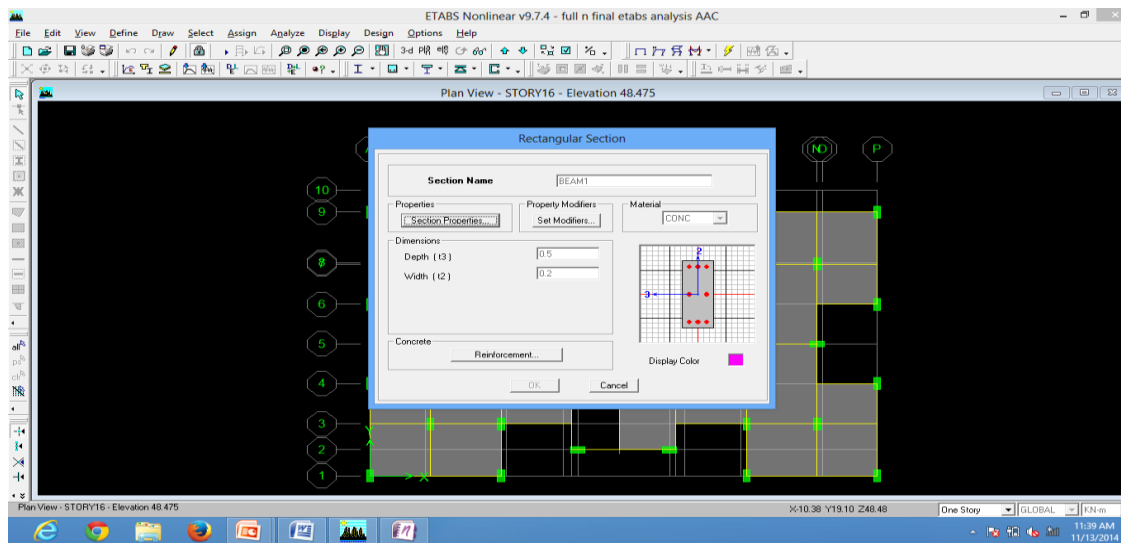 ETABS Nonlinear v9.7.4 - full n final etabs analysis AAC
File Edit View Define Draw Select Assign Analyze Display Design Options Help
3-d
Plan View - STORY16 - Elevation 48.475
Rectangular Section
Section Name BEAM1
Properties Property Modifiers Material
Section Properties... Set Modifiers... CONC
Dimensions
Depth ( t3 ) 0.5
Width ( t2 ) 0.2
2
3
Concrete
Reinforcement...
Display Color
OK Cancel
P
10
9
6
5
4
3
2
1
Y
X
all
Plan View - STORY16 - Elevation 48.475 X-10.38 Y19.10 Z48.48 One Story GLOBAL KN-m
11:39 AM
11/13/2014